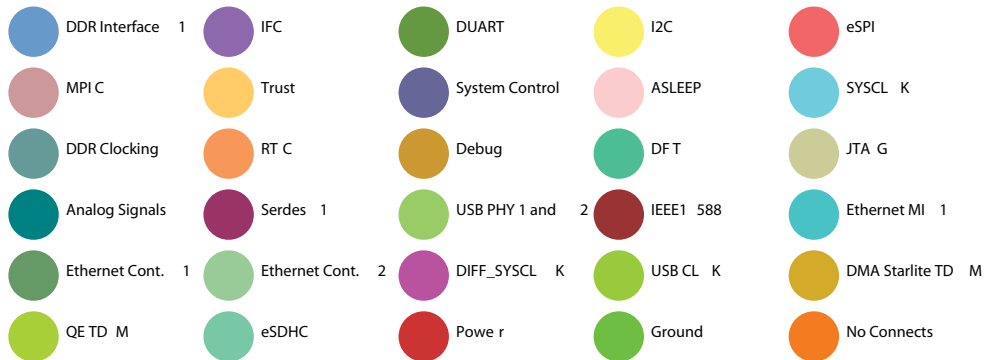 DDR Interface 1 IFC DUART I2C eSPI
MPI C Trust System Control ASLEEP SYSCL K
DDR Clocking RT C Debug DF T JTA G
Analog Signals Serdes 1 USB PHY 1 and 2 IEEE1 588 Ethernet MI 1
Ethernet Cont. 1 Ethernet Cont. 2 DIFF_SYSCL K USB CL K DMA Starlite TD M
QE TD M eSDHC Powe r Ground No Connects